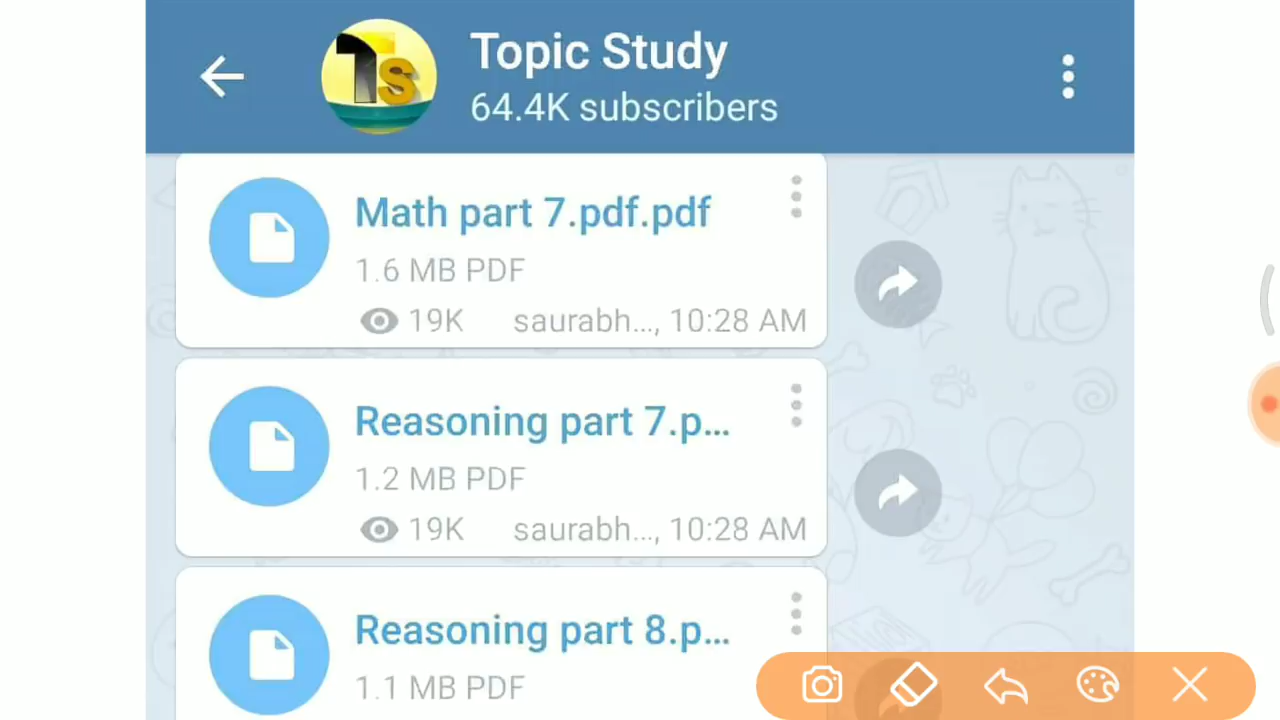 Topic Study
64.4K subscribers
Ts
Math part 7.pdf.pdf
1.6 MB PDF
19K saurabh..., 10:28 AM
Reasoning part 7.p...
1.2 MB PDF
19K saurabh..., 10:28 AM
Reasoning part 8.p...
1.1 MB PDF